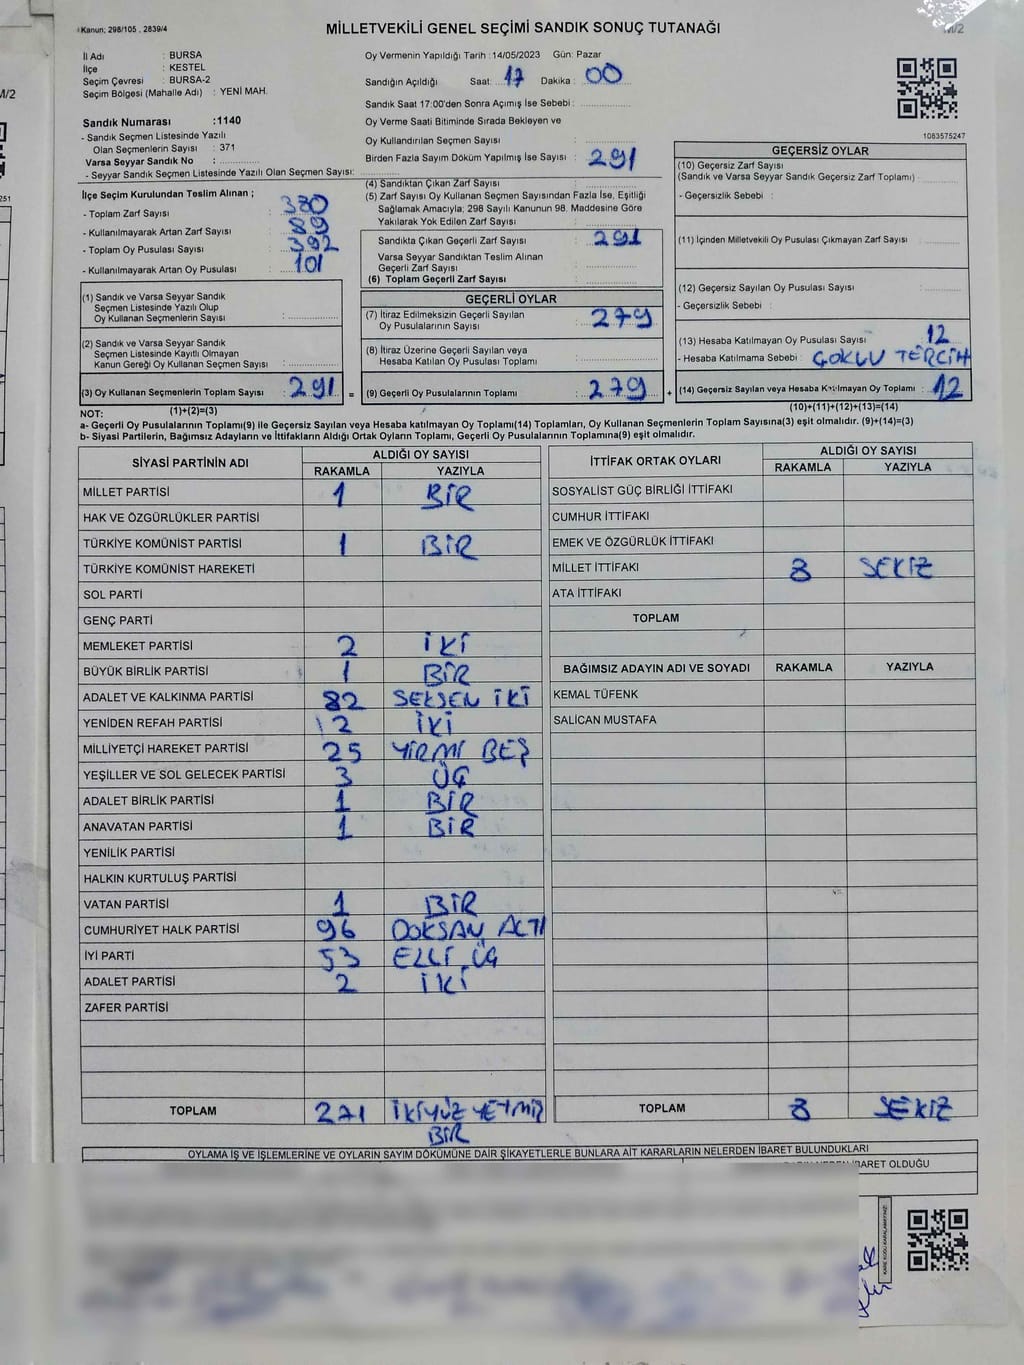 Kanun: 298/105 , 2839/4
MİLLETVEKİLİ GENEL SEÇİMİ SANDIK SONUÇ TUTANAĞI
M/2
İl Adı : BURSA
İlçe : KESTEL
Seçim Çevresi : BURSA-2
Seçim Bölgesi (Mahalle Adı) : YENİ MAH.
Oy Vermenin Yapıldığı Tarih :14/05/2023 Gün: Pazar
Sandığın Açıldığı Saat: 17 Dakika: 00
Sandık Saat 17:00'den Sonra Açımış İse Sebebi:
Oy Verme Saati Bitiminde Sırada Bekleyen ve
Oy Kullandırılan Seçmen Sayısı :
Birden Fazla Sayım Döküm Yapılmış İse Sayısı : 291
Sandık Numarası :1140
- Sandık Seçmen Listesinde Yazılı
Olan Seçmenlerin Sayısı : 371
Varsa Seyyar Sandık No :
- Seyyar Sandık Seçmen Listesinde Yazılı Olan Seçmen Sayısı:
İlçe Seçim Kurulundan Teslim Alınan ;
- Toplam Zarf Sayısı : 380
- Kullanılmayarak Artan Zarf Sayısı : 89
- Toplam Oy Pusulası Sayısı : 392
- Kullanılmayarak Artan Oy Pusulası : 101
(1) Sandık ve Varsa Seyyar Sandık
Seçmen Listesinde Yazılı Olup
Oy Kullanan Seçmenlerin Sayısı :
(2) Sandık ve Varsa Seyyar Sandık
Seçmen Listesinde Kayıtlı Olmayan
Kanun Gereği Oy Kullanan Seçmen Sayısı :
(3) Oy Kullanan Seçmenlerin Toplam Sayısı : 291 =
(4) Sandıktan Çıkan Zarf Sayısı :
(5) Zarf Sayısı Oy Kullanan Seçmen Sayısından Fazla İse, Eşitliği
Sağlamak Amacıyla; 298 Sayılı Kanunun 98. Maddesine Göre
Yakılarak Yok Edilen Zarf Sayısı :
Sandıkta Çıkan Geçerli Zarf Sayısı : 291
Varsa Seyyar Sandıktan Teslim Alınan
Geçerli Zarf Sayısı :
(6) Toplam Geçerli Zarf Sayısı :
GEÇERLİ OYLAR
(7) İtiraz Edilmeksizin Geçerli Sayılan
Oy Pusulalarının Sayısı : 279
(8) İtiraz Üzerine Geçerli Sayılan veya
Hesaba Katılan Oy Pusulası Toplamı :
(9) Geçerli Oy Pusulalarının Toplamı : 279 +
1083575247
GEÇERSİZ OYLAR
(10) Geçersiz Zarf Sayısı
(Sandık ve Varsa Seyyar Sandık Geçersiz Zarf Toplamı) :
- Geçersizlik Sebebi :
(11) İçinden Milletvekili Oy Pusulası Çıkmayan Zarf Sayısı :
(12) Geçersiz Sayılan Oy Pusulası Sayısı :
- Geçersizlik Sebebi :
(13) Hesaba Katılmayan Oy Pusulası Sayısı : 12
- Hesaba Katılmama Sebebi : ÇOKLU TERCİH
(14) Geçersiz Sayılan veya Hesaba Katılmayan Oy Toplamı : 12
NOT: (1)+(2)=(3) (10)+(11)+(12)+(13)=(14)
a- Geçerli Oy Pusulalarının Toplamı(9) ile Geçersiz Sayılan veya Hesaba katılmayan Oy Toplamı(14) Toplamları, Oy Kullanan Seçmenlerin Toplam Sayısına(3) eşit olmalıdır. (9)+(14)=(3)
b- Siyasi Partilerin, Bağımsız Adayların ve İttifakların Aldığı Ortak Oyların Toplamı, Geçerli Oy Pusulalarının Toplamına(9) eşit olmalıdır.
SİYASİ PARTİNİN ADI ALDIĞI OY SAYISI
RAKAMLA YAZIYLA
MİLLET PARTİSİ 1 BİR
HAK VE ÖZGÜRLÜKLER PARTİSİ
TÜRKİYE KOMÜNİST PARTİSİ 1 BİR
TÜRKİYE KOMÜNİST HAREKETİ
SOL PARTİ
GENÇ PARTİ
MEMLEKET PARTİSİ 2 İKİ
BÜYÜK BİRLİK PARTİSİ 1 BİR
ADALET VE KALKINMA PARTİSİ 82 SEKSEN İKİ
YENİDEN REFAH PARTİSİ 2 İKİ
MİLLİYETÇİ HAREKET PARTİSİ 25 YİRMİ BEŞ
YEŞİLLER VE SOL GELECEK PARTİSİ 3 ÜÇ
ADALET BİRLİK PARTİSİ 1 BİR
ANAVATAN PARTİSİ 1 BİR
YENİLİK PARTİSİ
HALKIN KURTULUŞ PARTİSİ
VATAN PARTİSİ 1 BİR
CUMHURİYET HALK PARTİSİ 96 DOKSAN ALTI
İYİ PARTİ 53 ELLİ ÜÇ
ADALET PARTİSİ 2 İKİ
ZAFER PARTİSİ
TOPLAM 271 İKİYÜZ YETMİŞ
BİR
İTTİFAK ORTAK OYLARI ALDIĞI OY SAYISI
RAKAMLA YAZIYLA
SOSYALİST GÜÇ BİRLİĞİ İTTİFAKI
CUMHUR İTTİFAKI
EMEK VE ÖZGÜRLÜK İTTİFAKI
MİLLET İTTİFAKI 8 SEKİZ
ATA İTTİFAKI
TOPLAM
BAĞIMSIZ ADAYIN ADI VE SOYADI RAKAMLA YAZIYLA
KEMAL TÜFENK
SALİCAN MUSTAFA
TOPLAM 8 SEKİZ
OYLAMA İŞ VE İŞLEMLERİNE VE OYLARIN SAYIM DÖKÜMÜNE DAİR ŞİKAYETLERLE BUNLARA AİT KARARLARIN NELERDEN İBARET BULUNDUKLARI
İBARET OLDUĞU
KARE KODU KARALAMAYINIZ!